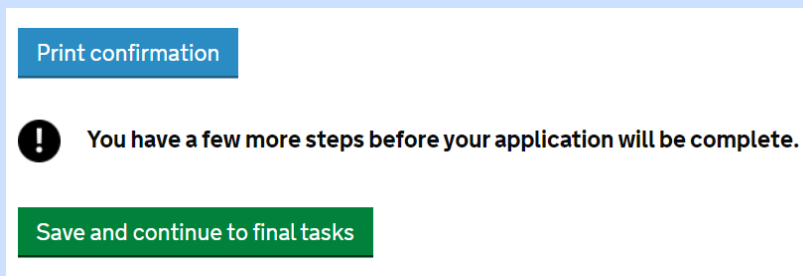 Print confirmation
! You have a few more steps before your application will be complete.
Save and continue to final tasks